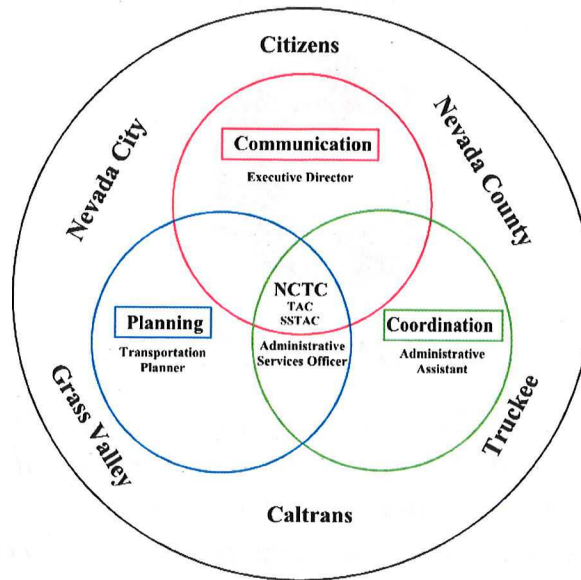 Citizens
Nevada City
Nevada County
Communication
Executive Director
NCTC
TAC
SSTAC
Administrative
Services Officer
Planning
Transportation
Planner
Coordination
Administrative
Assistant
Grass Valley
Truckee
Caltrans